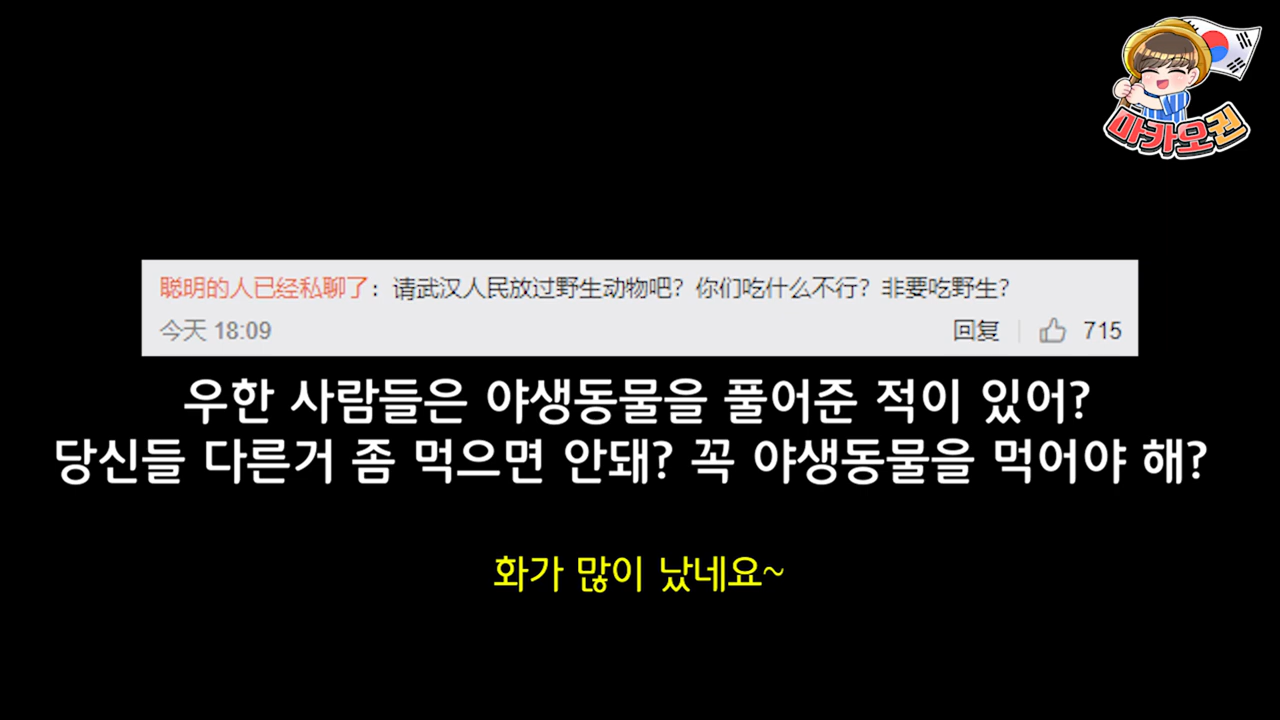 마카오권
聪明的人已经私聊了：请武汉人民放过野生动物吧？你们吃什么不行？非要吃野生？
今天 18:09 回复 715
우한 사람들은 야생동물을 풀어준 적이 있어?
당신들 다른거 좀 먹으면 안돼? 꼭 야생동물을 먹어야 해?
화가 많이 났네요~